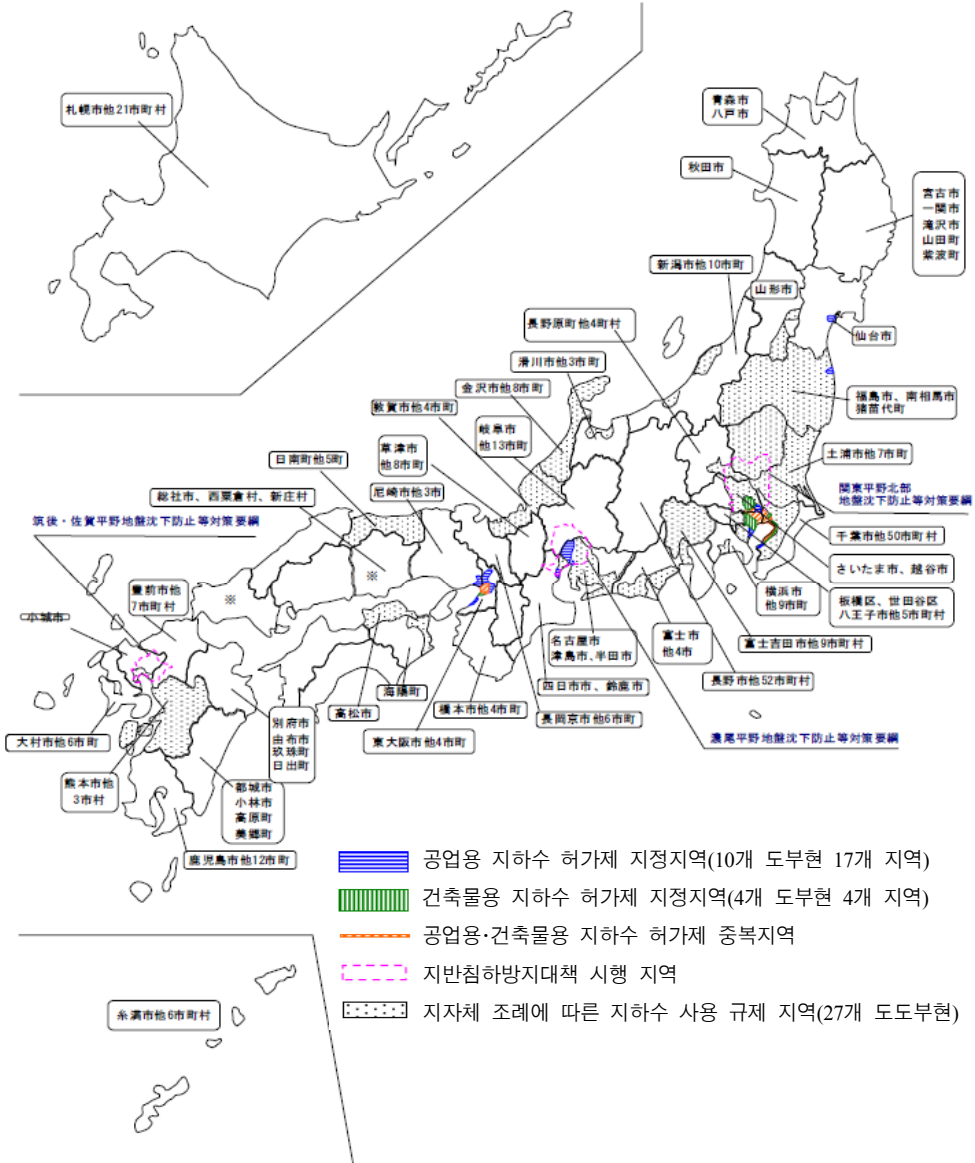 札幌市他21市町村
青森市
八戸市
秋田市
宮古市
一関市
滝沢市
山田町
紫波町
新潟市他10市町
山形市
長野原町他4町村
仙台市
滑川市他3市町
金沢市他8市町
福島市、南相馬市
猪苗代町
敦賀市他4市町
岐阜市
他13市町
草津市
他8市町
土浦市他7市町
日南町他5町
尼崎市他3市
関東平野北部
地盤沈下防止等対策要綱
総社市、西粟倉村、新庄村
筑後・佐賀平野地盤沈下防止等対策要綱
千葉市他50市町村
さいたま市、越谷市
※
※
豊前市他
7市町村
横浜市
他9市町
板橋区、世田谷区
八王子市他5市町村
小城市
名古屋市
津島市、半田市
富士市
他4市
富士吉田市他9市町村
長野市他52市町村
四日市市、鈴鹿市
海陽町
高松市
橋本市他4市町
長岡京市他6市町
大村市他6市町
別府市
由布市
玖珠町
日出町
東大阪市他4市町
濃尾平野地盤沈下防止等対策要綱
熊本市他
3市村
都城市
小林市
高原町
美郷町
鹿児島市他12市町
공업용 지하수 허가제 지정지역(10개 도부현 17개 지역)
건축물용 지하수 허가제 지정지역(4개 도부현 4개 지역)
공업용·건축물용 지하수 허가제 중복지역
지반침하방지대책 시행 지역
지자체 조례에 따른 지하수 사용 규제 지역(27개 도도부현)
糸満市他6市町村